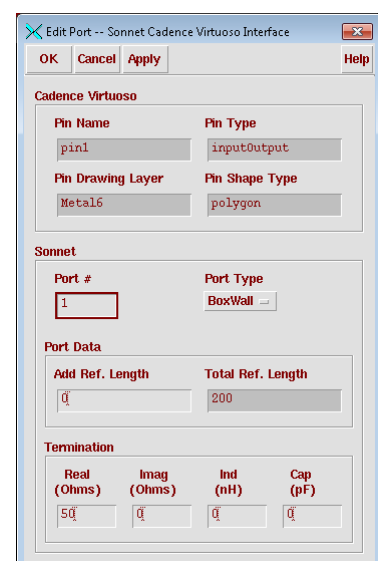 Edit Port -- Sonnet Cadence Virtuoso Interface
OK Cancel Apply Help
Cadence Virtuoso
Pin Name Pin Type
pin1 inputOutput
Pin Drawing Layer Pin Shape Type
Metal6 polygon
Sonnet
Port # Port Type
1 BoxWall
Port Data
Add Ref. Length Total Ref. Length
0 200
Termination
Real Imag Ind Cap
(Ohms) (Ohms) (nH) (pF)
50 0 0 0